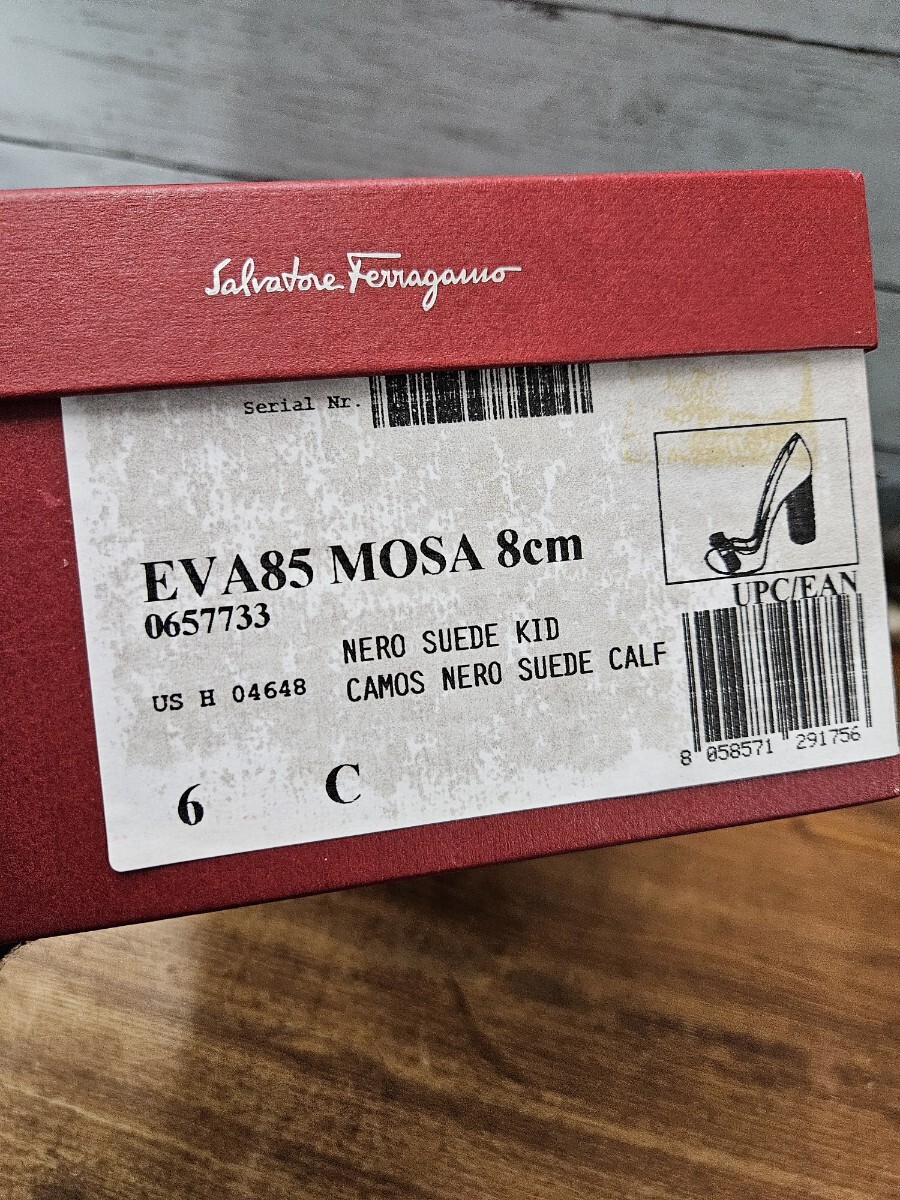 Salvatore Ferragamo
Serial Nr.
EVA85 MOSA 8cm
0657733
UPC/EAN
NERO SUEDE KID
US H 04648 CAMOS NERO SUEDE CALF
8 058571 291756
6 C